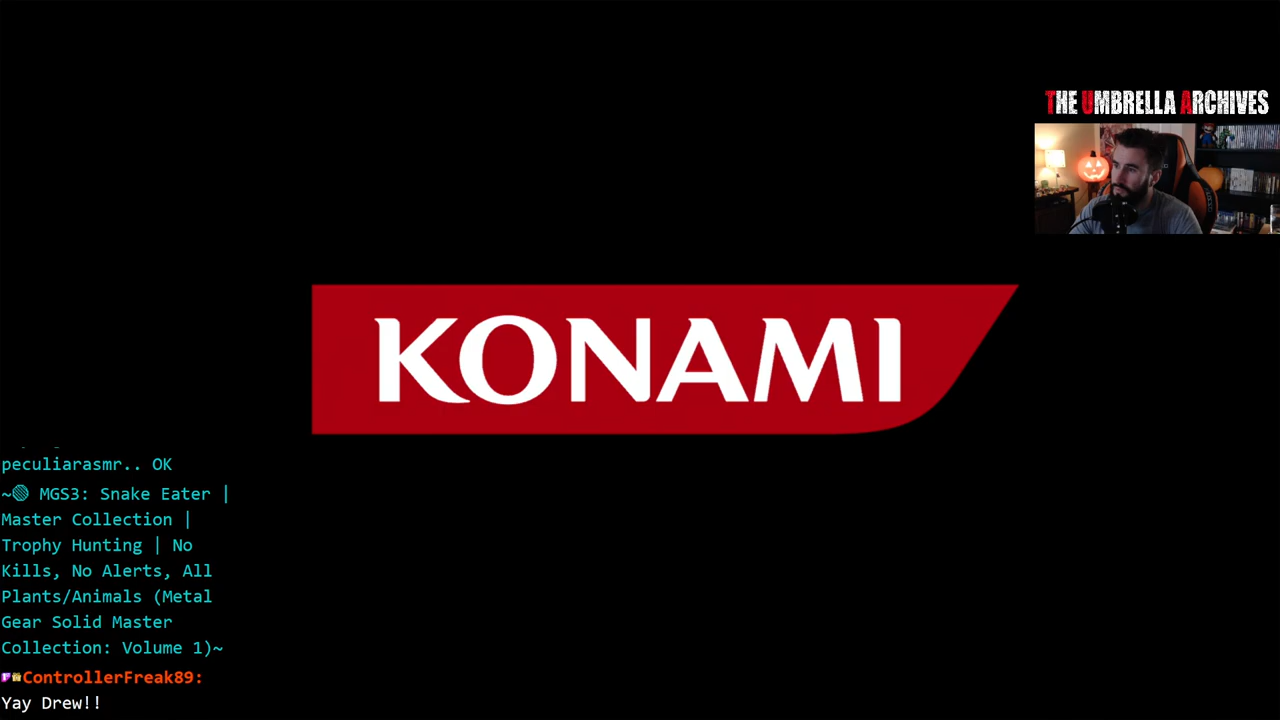 THE UMBRELLA ARCHIVES
KONAMI
peculiarasmr.. OK
~ MGS3: Snake Eater |
Master Collection |
Trophy Hunting | No
Kills, No Alerts, All
Plants/Animals (Metal
Gear Solid Master
Collection: Volume 1)~
ControllerFreak89:
Yay Drew!!